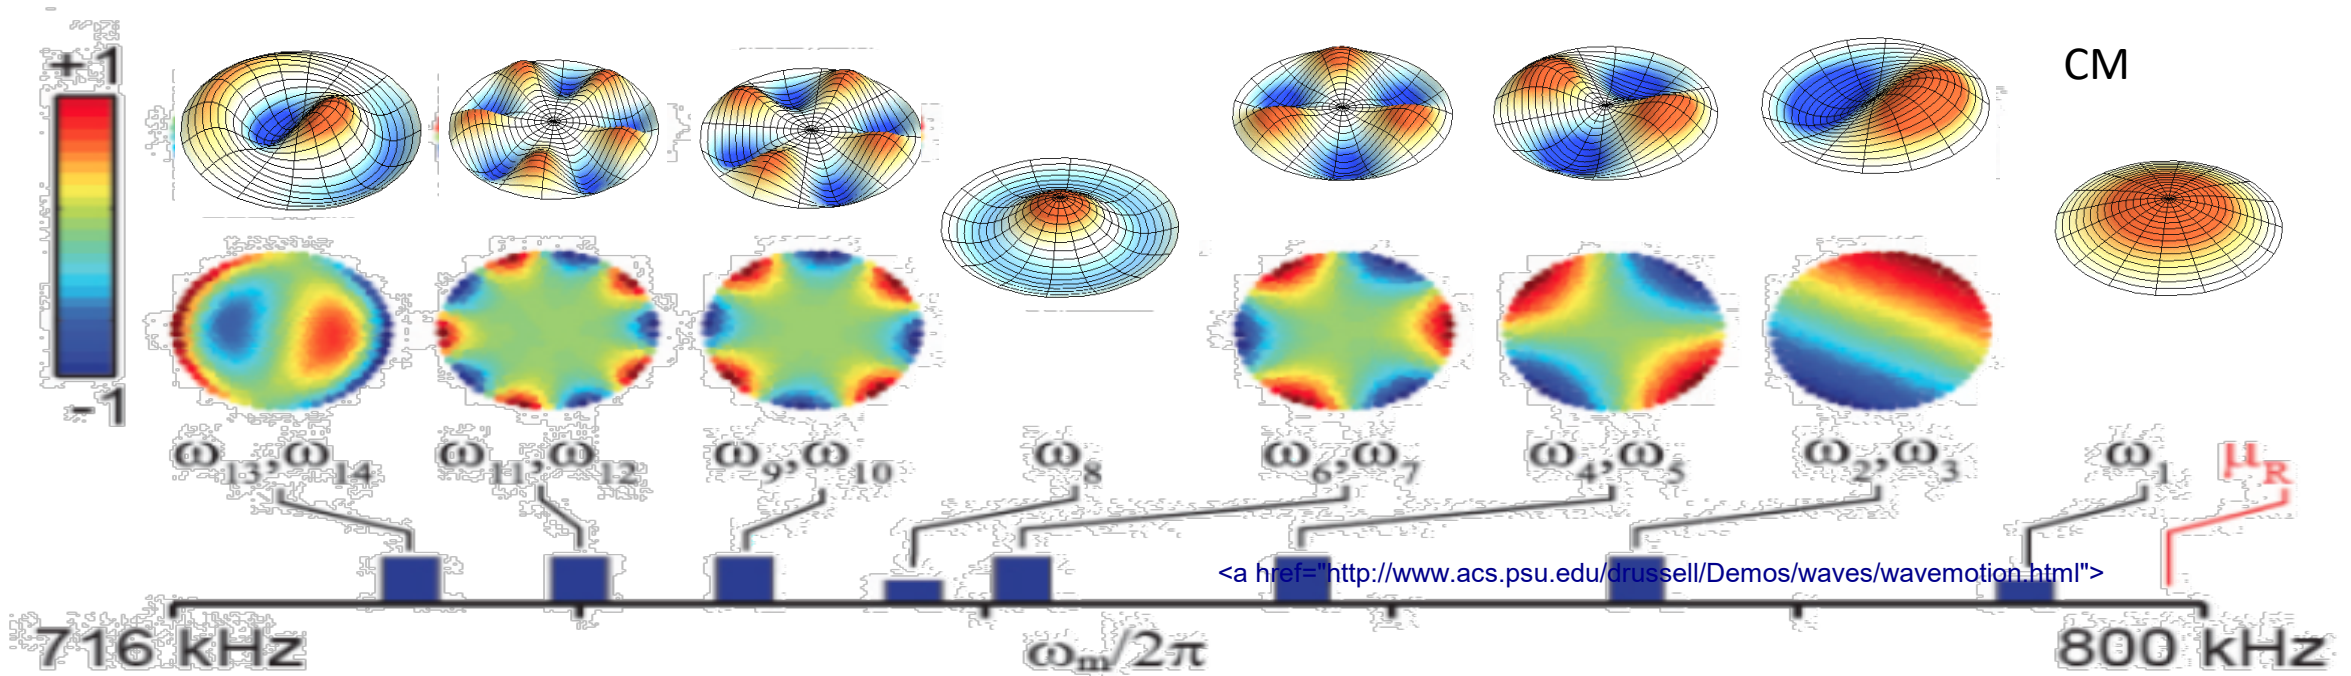 +1
CM
-1
ω13,ω14 ω11,ω12 ω9,ω10 ω8 ω6,ω7 ω4,ω5 ω2,ω3 ω1 μR
<a href="http://www.acs.psu.edu/drussell/Demos/waves/wavemotion.html">
716 kHz ωm/2π 800 kHz